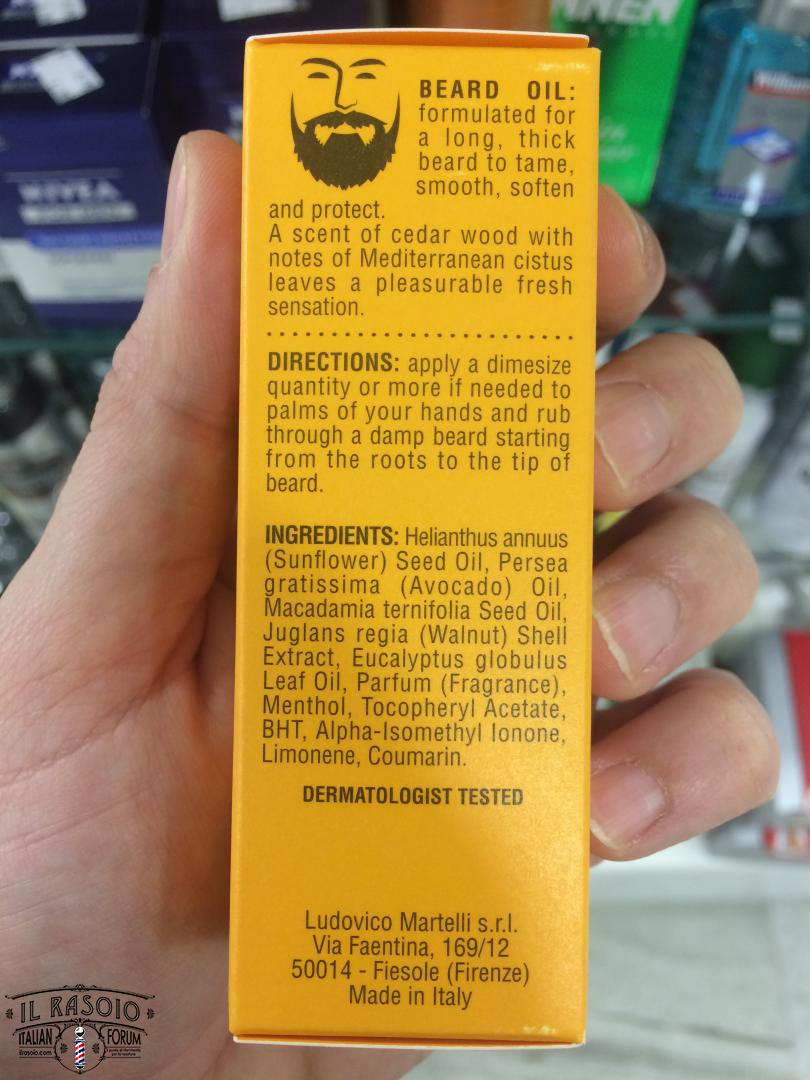 BEARD OIL:
formulated for
a long, thick
beard to tame,
smooth, soften
and protect.
A scent of cedar wood with
notes of Mediterranean cistus
leaves a pleasurable fresh
sensation.
DIRECTIONS: apply a dimesize
quantity or more if needed to
palms of your hands and rub
through a damp beard starting
from the roots to the tip of
beard.
INGREDIENTS: Helianthus annuus
(Sunflower) Seed Oil, Persea
gratissima (Avocado) Oil,
Macadamia ternifolia Seed Oil,
Juglans regia (Walnut) Shell
Extract, Eucalyptus globulus
Leaf Oil, Parfum (Fragrance),
Menthol, Tocopheryl Acetate,
BHT, Alpha-Isomethyl Ionone,
Limonene, Coumarin.
DERMATOLOGIST TESTED
Ludovico Martelli s.r.l.
Via Faentina, 169/12
50014 - Fiesole (Firenze)
Made in Italy
NIVEA
IL RASOIO
ITALIAN FORUM
ilrasoio.com